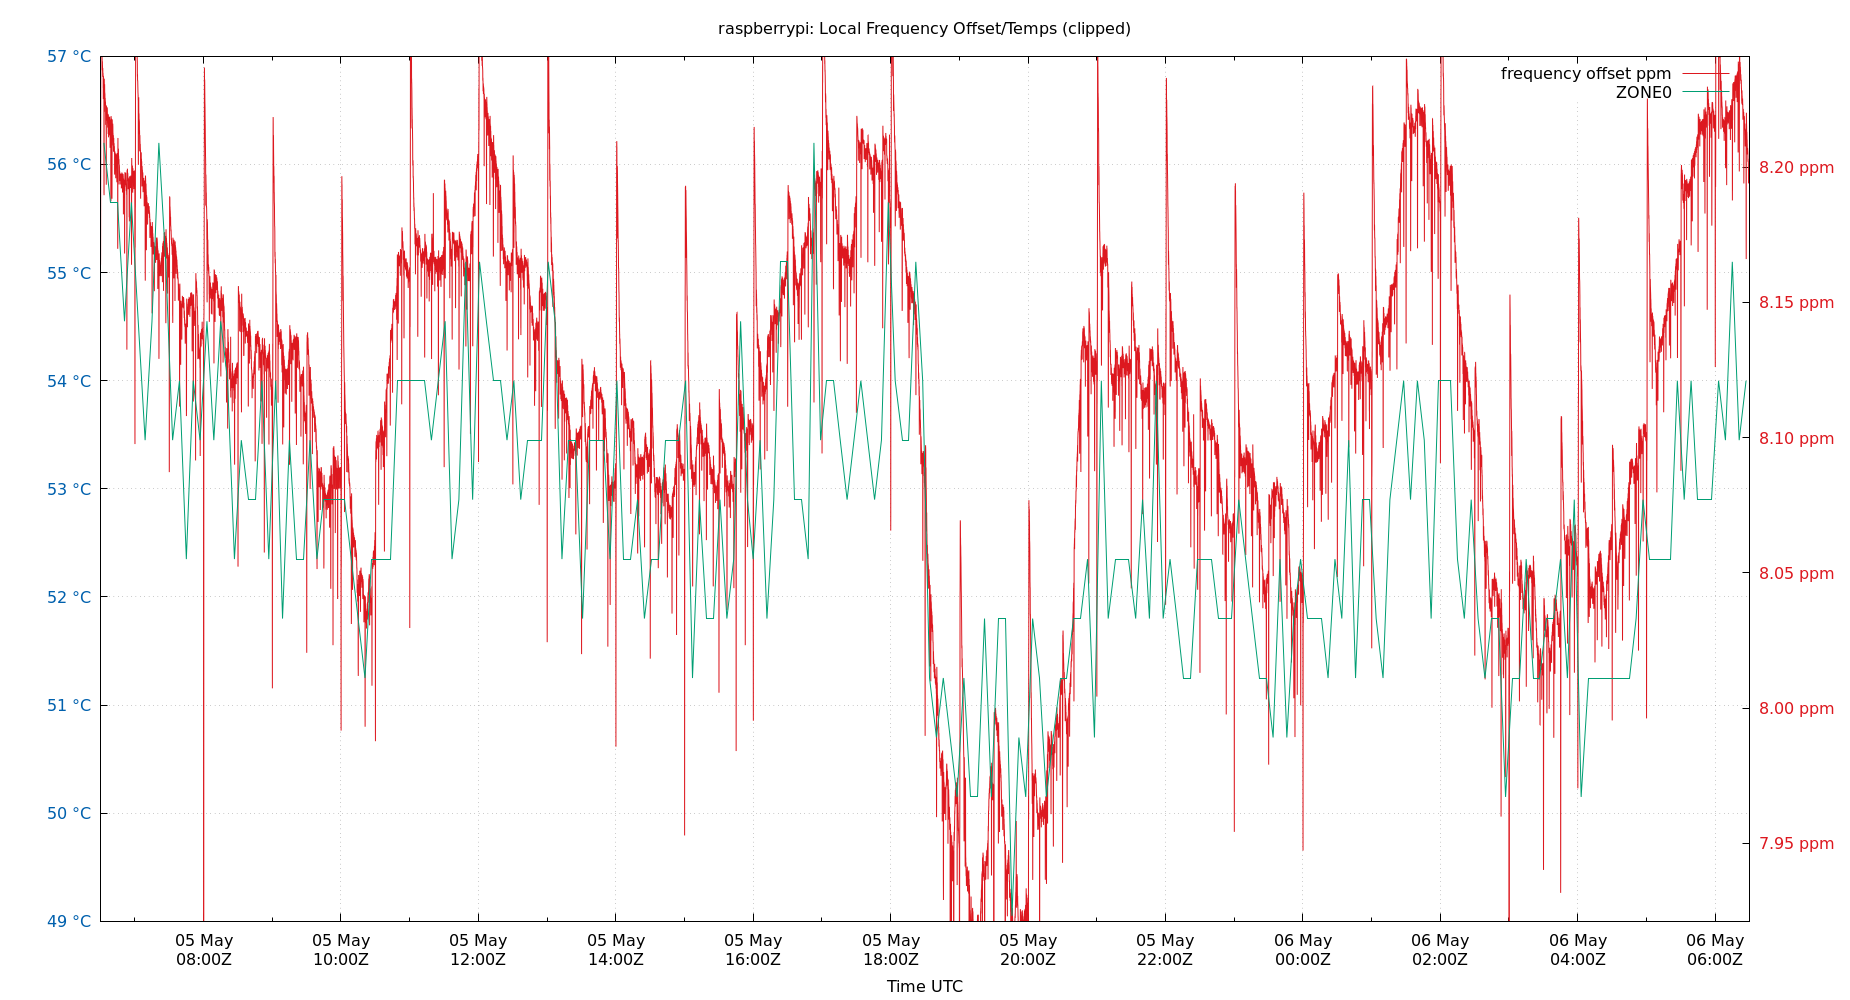 raspberrypi: Local Frequency Offset/Temps (clipped)
57 °C
56 °C
55 °C
54 °C
53 °C
52 °C
51 °C
50 °C
49 °C
frequency offset ppm
ZONE0
8.20 ppm
8.15 ppm
8.10 ppm
8.05 ppm
8.00 ppm
7.95 ppm
05 May 05 May 05 May 05 May 05 May 05 May 05 May 05 May 06 May 06 May 06 May 06 May
08:00Z 10:00Z 12:00Z 14:00Z 16:00Z 18:00Z 20:00Z 22:00Z 00:00Z 02:00Z 04:00Z 06:00Z
Time UTC